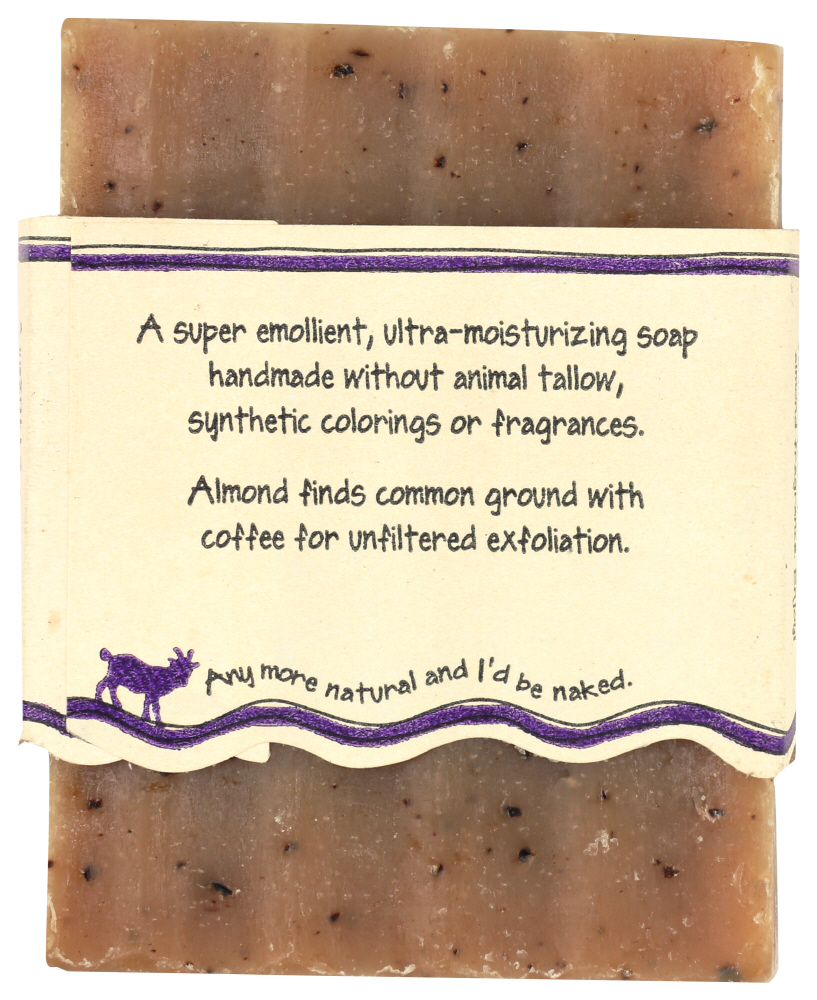 A super emollient, ultra-moisturizing soap
handmade without animal tallow,
synthetic colorings or fragrances.
Almond finds common ground with
coffee for unfiltered exfoliation.
Any more natural and I'd be naked.